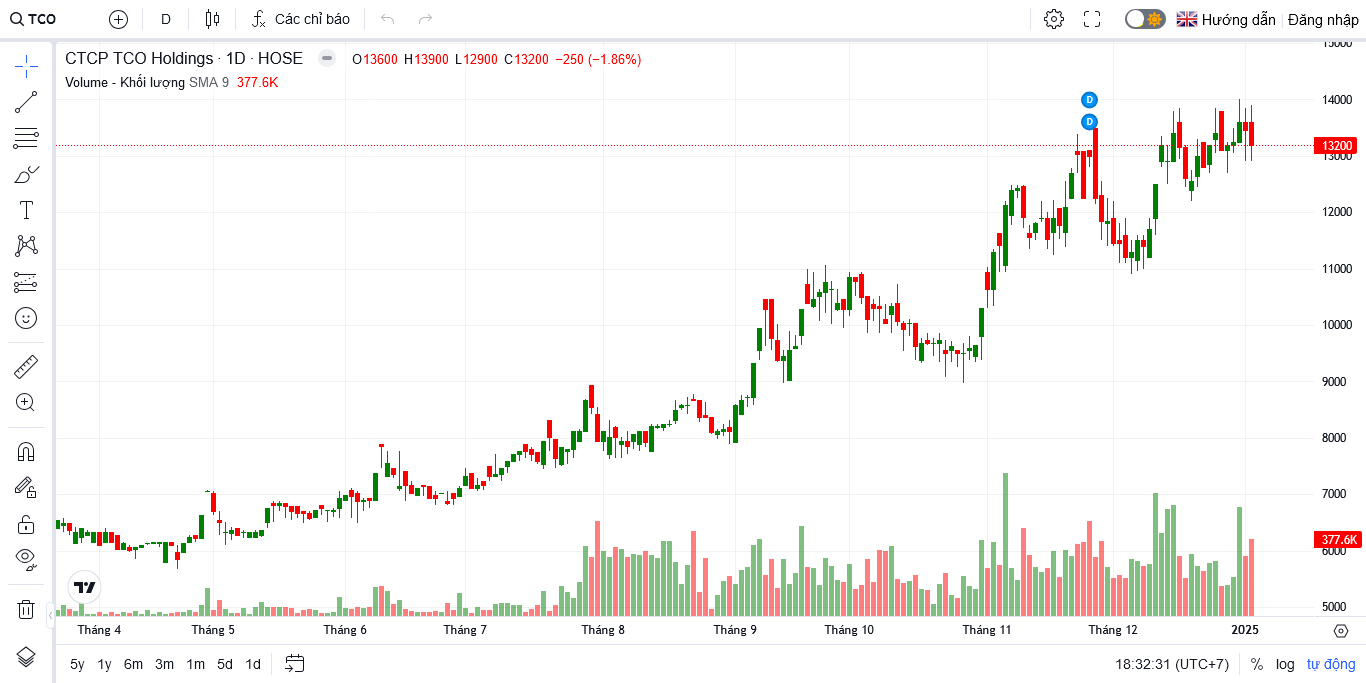 TCO
D
Các chỉ báo
Hướng dẫn
Đăng nhập
CTCP TCO Holdings · 1D · HOSE
O13600 H13900 L12900 C13200 −250 (−1.86%)
Volume - Khối lượng SMA 9 377.6K
D
D
15000
14000
13200
13000
12000
11000
10000
9000
8000
7000
377.6K
6000
5000
Tháng 4 Tháng 5 Tháng 6 Tháng 7 Tháng 8 Tháng 9 Tháng 10 Tháng 11 Tháng 12 2025
5y 1y 6m 3m 1m 5d 1d
18:32:31 (UTC+7) % log tự động